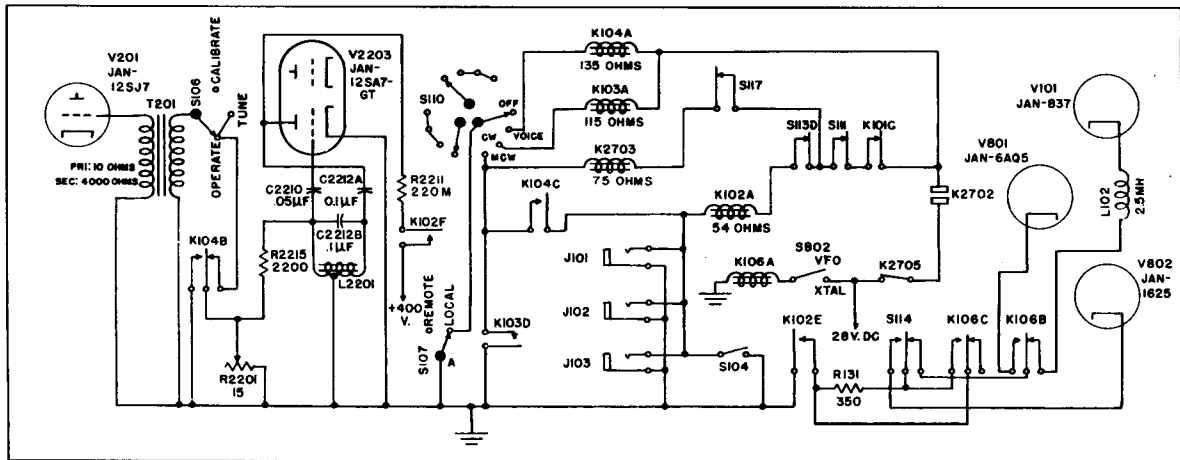 V201
JAN-
12SJ7
T201
PRI: 10 OHMS
SEC: 4000 OHMS
S106
CALIBRATE
TUNE
OPERATE
K104B
R2201
15
V2203
JAN-
12SA7-
GT
C2210
.05µF
C2212A
0.1µF
C2212B
.1µF
R2215
2200
L2201
R2211
220 M
K102F
+400
V.
S110
OFF
VOICE
CW
MCW
REMOTE
LOCAL
S107
A
K104A
135 OHMS
K103A
115 OHMS
K2703
75 OHMS
K104C
K103D
S117
S113D
S111
K101C
K102A
54 OHMS
K2702
J101
J102
J103
K106A
S802
VFO
XTAL
K2705
28V. DC
S104
K102E
R131
350
S114
K106C
K106B
V101
JAN-837
V801
JAN-6AQ5
L102
2.5MH
V802
JAN-
1625